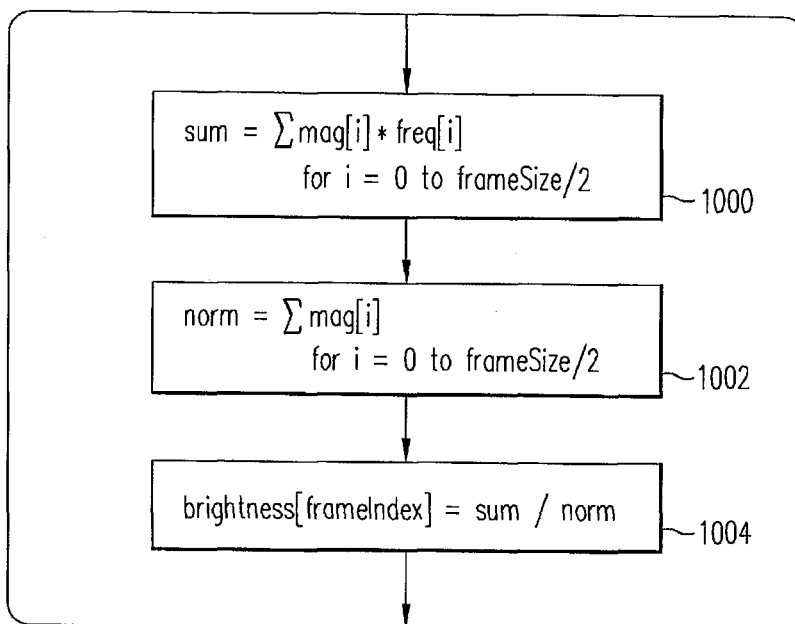 sum = ∑mag[i] * freq[i]
for i = 0 to frameSize/2
1000
norm = ∑mag[i]
for i = 0 to frameSize/2
1002
brightness[frameIndex] = sum / norm
1004